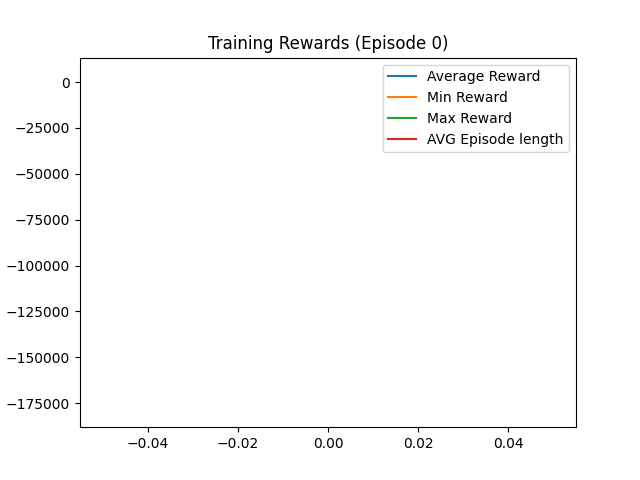 Training Rewards (Episode 0)
Average Reward
Min Reward
Max Reward
AVG Episode length
0
−25000
−50000
−75000
−100000
−125000
−150000
−175000
−0.04
−0.02
0.00
0.02
0.04